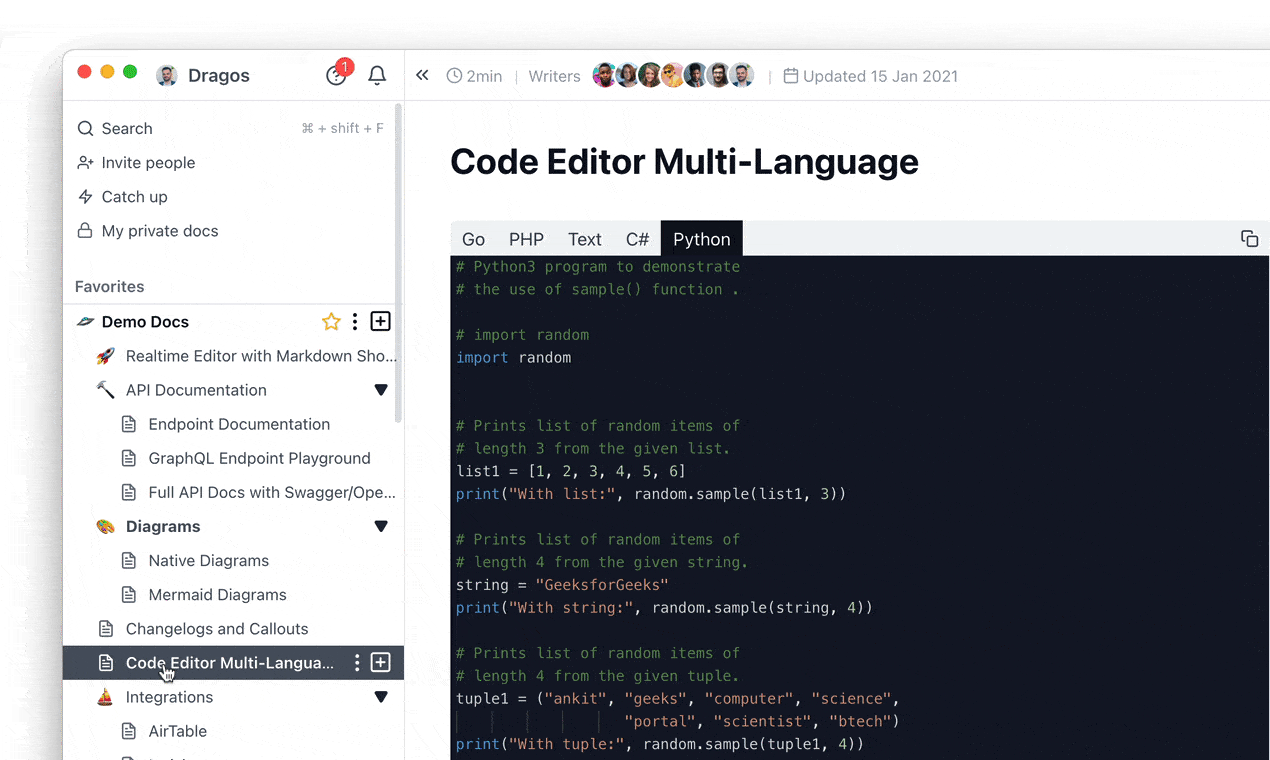 Dragos
1
2min | Writers | Updated 15 Jan 2021
Search ⌘ + shift + F
Invite people
Catch up
My private docs
Favorites
Demo Docs
Realtime Editor with Markdown Sho...
API Documentation
Endpoint Documentation
GraphQL Endpoint Playground
Full API Docs with Swagger/Ope...
Diagrams
Native Diagrams
Mermaid Diagrams
Changelogs and Callouts
Code Editor Multi-Langua...
Integrations
AirTable
Code Editor Multi-Language
Go PHP Text C# Python
# Python3 program to demonstrate
# the use of sample() function .
# import random
import random
# Prints list of random items of
# length 3 from the given list.
list1 = [1, 2, 3, 4, 5, 6]
print("With list:", random.sample(list1, 3))
# Prints list of random items of
# length 4 from the given string.
string = "GeeksforGeeks"
print("With string:", random.sample(string, 4))
# Prints list of random items of
# length 4 from the given tuple.
tuple1 = ("ankit", "geeks", "computer", "science",
"portal", "scientist", "btech")
print("With tuple:", random.sample(tuple1, 4))